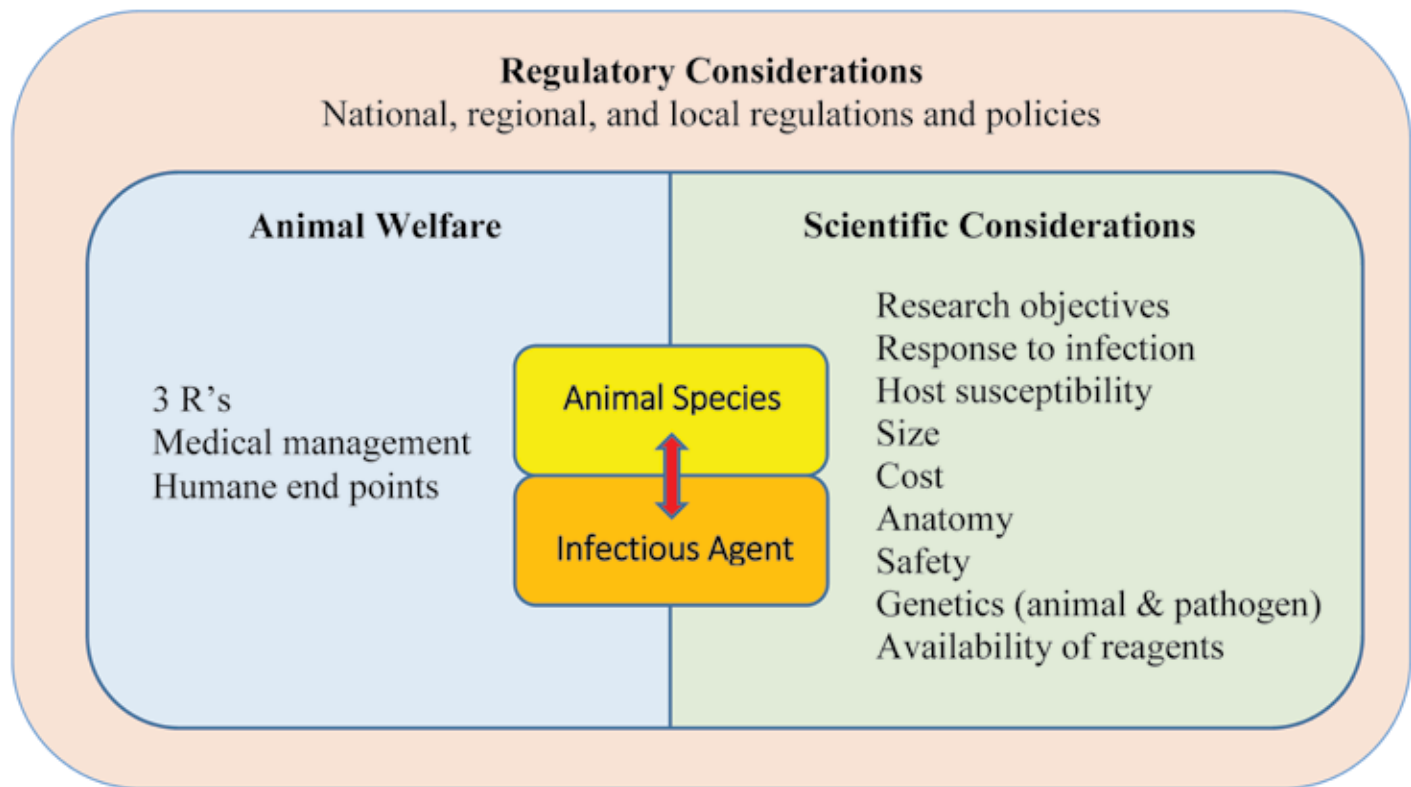 Regulatory Considerations
National, regional, and local regulations and policies
Animal Welfare
3 R's
Medical management
Humane end points
Animal Species
Infectious Agent
Scientific Considerations
Research objectives
Response to infection
Host susceptibility
Size
Cost
Anatomy
Safety
Genetics (animal & pathogen)
Availability of reagents